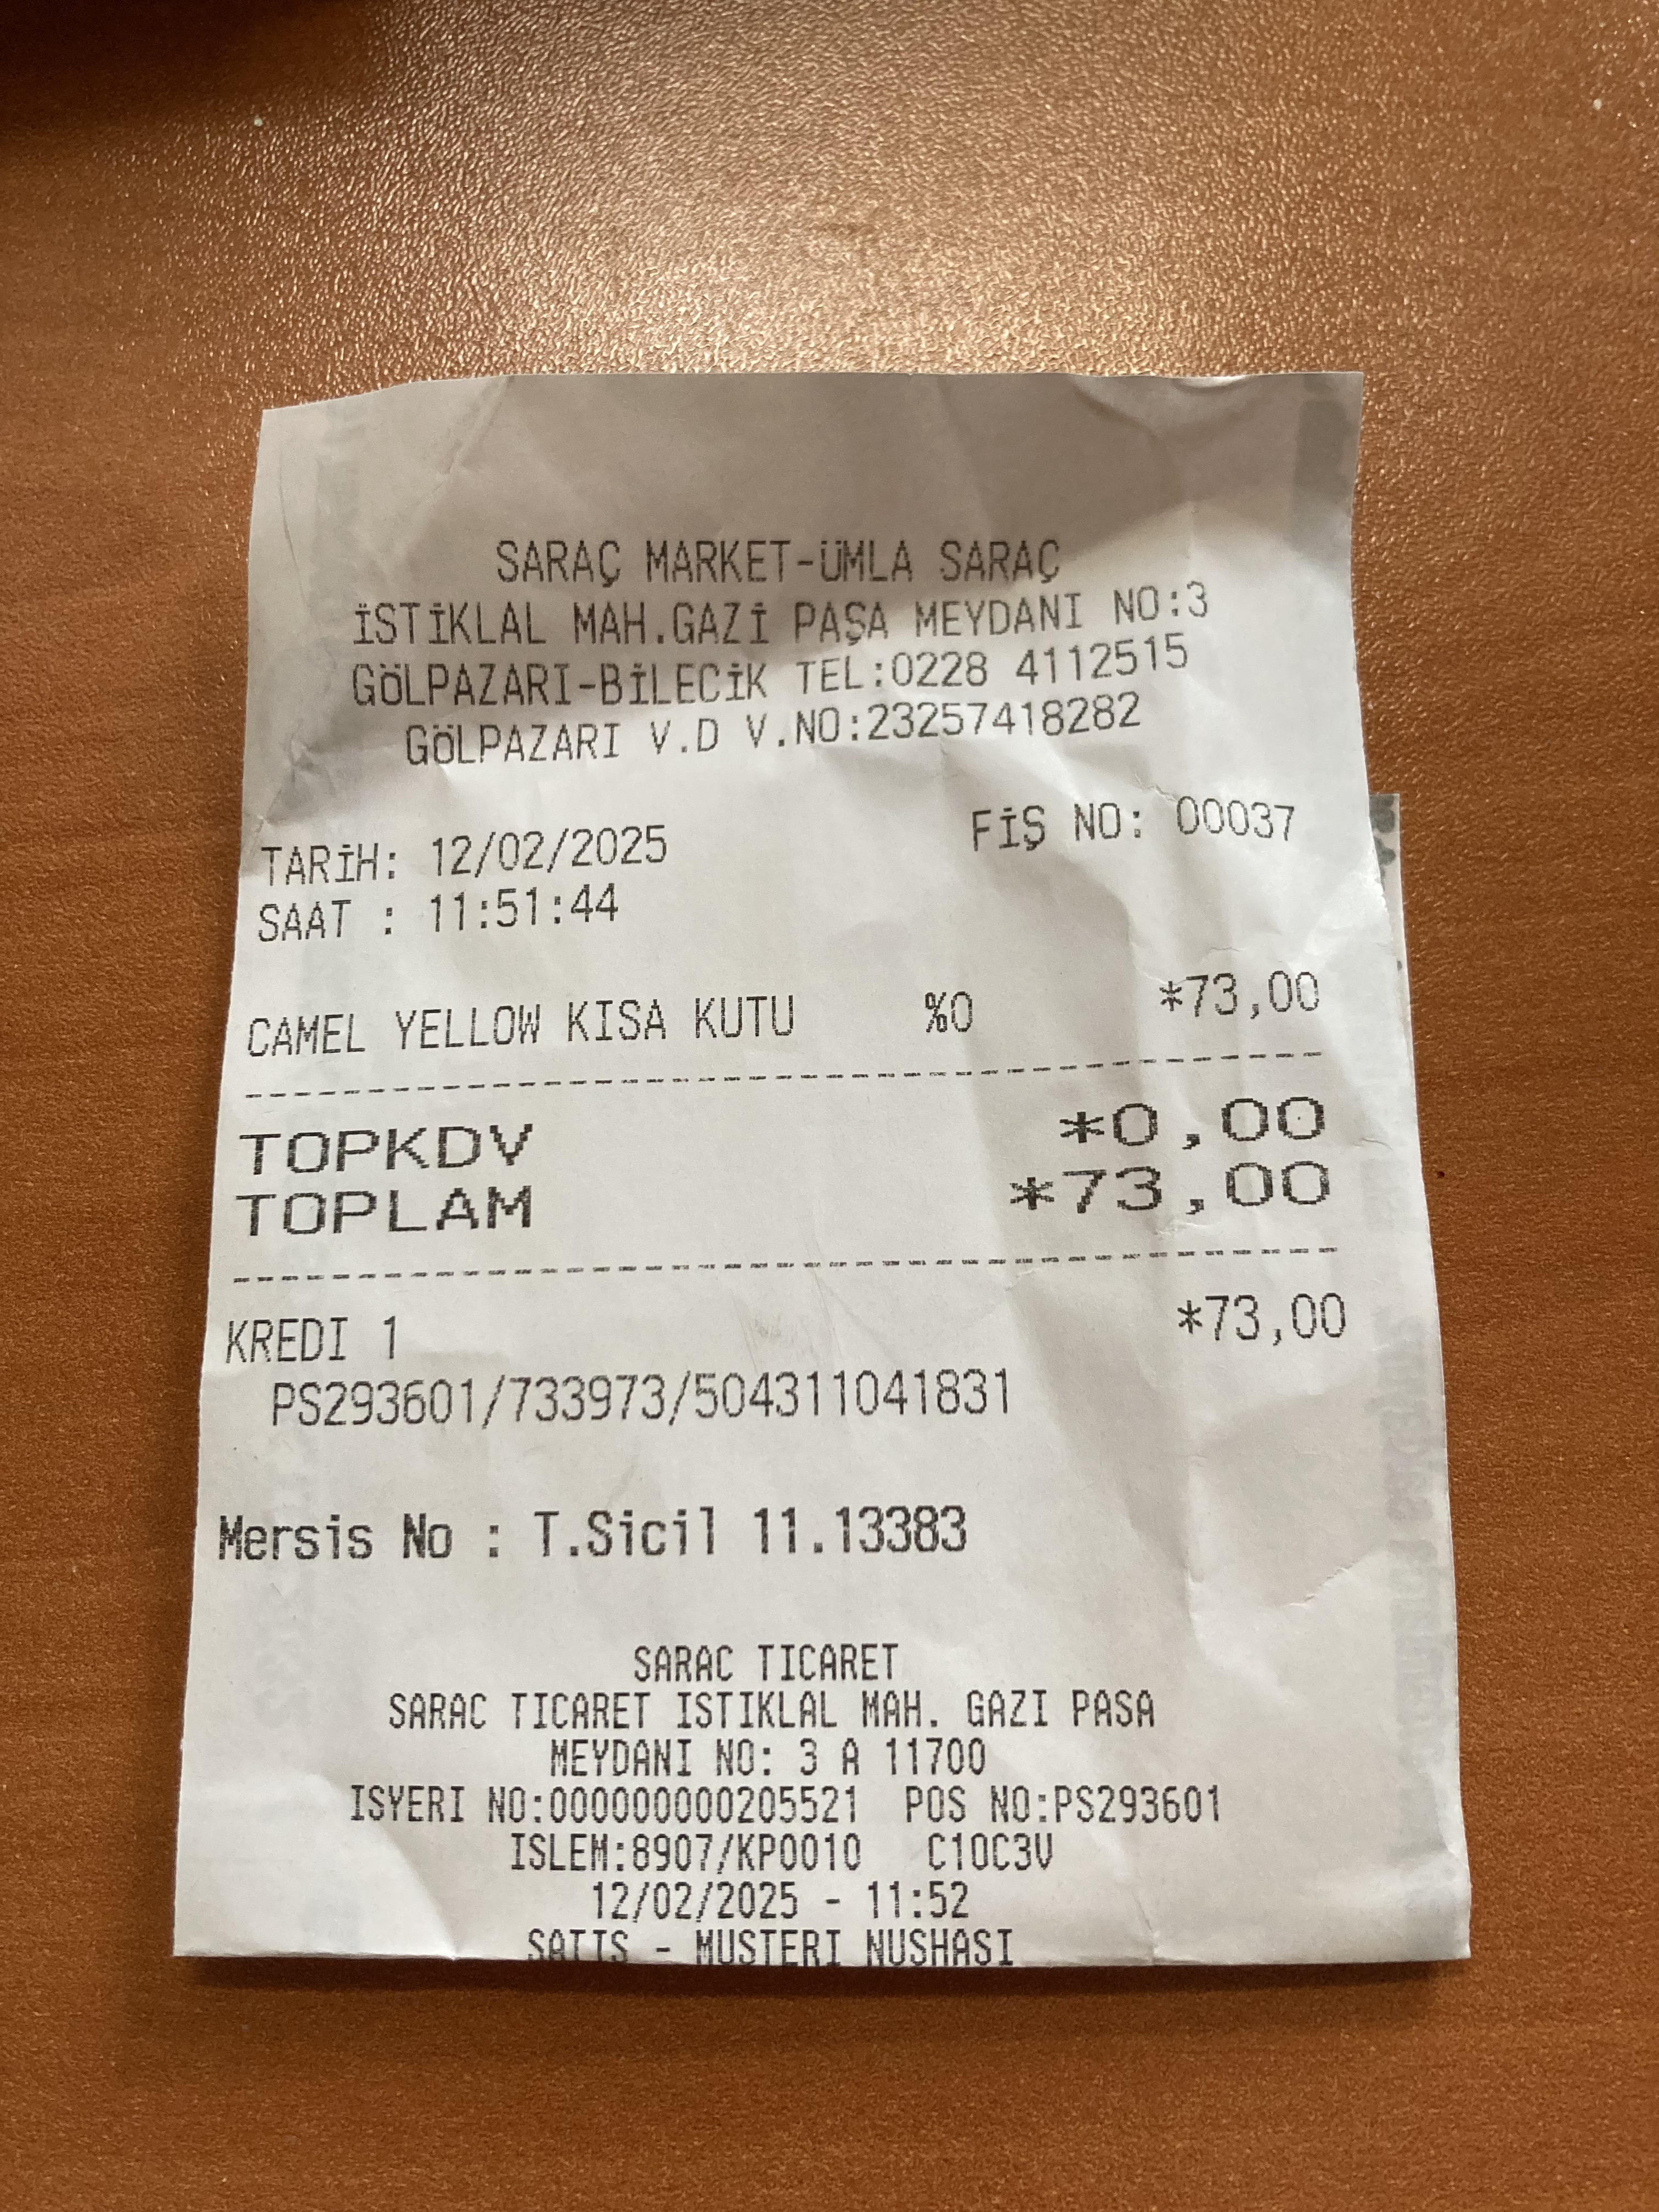 SARAÇ MARKET-ÜMLA SARAÇ
İSTİKLAL MAH.GAZİ PAŞA MEYDANI NO:3
GÖLPAZARI-BİLECİK TEL:0228 4112515
GÖLPAZARI V.D V.NO:23257418282
TARİH: 12/02/2025 FİŞ NO: 00037
SAAT : 11:51:44
CAMEL YELLOW KISA KUTU %0 *73,00
TOPKDV *0,00
TOPLAM *73,00
KREDI 1 *73,00
PS293601/733973/504311041831
Mersis No : T.Sicil 11.13383
SARAC TICARET
SARAC TICARET ISTIKLAL MAH. GAZI PASA
MEYDANI NO: 3 A 11700
ISYERI NO:000000000205521 POS NO:PS293601
ISLEM:8907/KP0010 C10C3V
12/02/2025 - 11:52
SATIS - MUSTERI NUSHASI